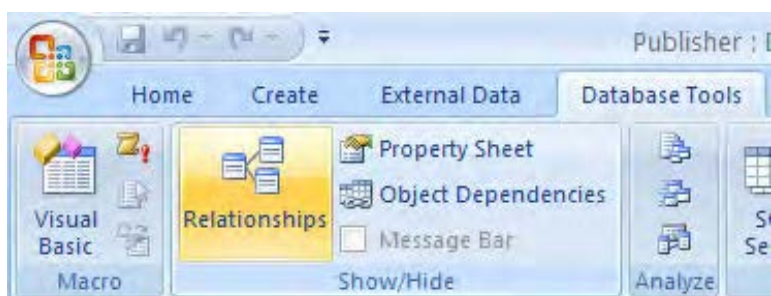 Publisher :
Home Create External Data Database Tools
Visual Basic
Relationships
Property Sheet
Object Dependencies
Message Bar
Macro Show/Hide Analyze